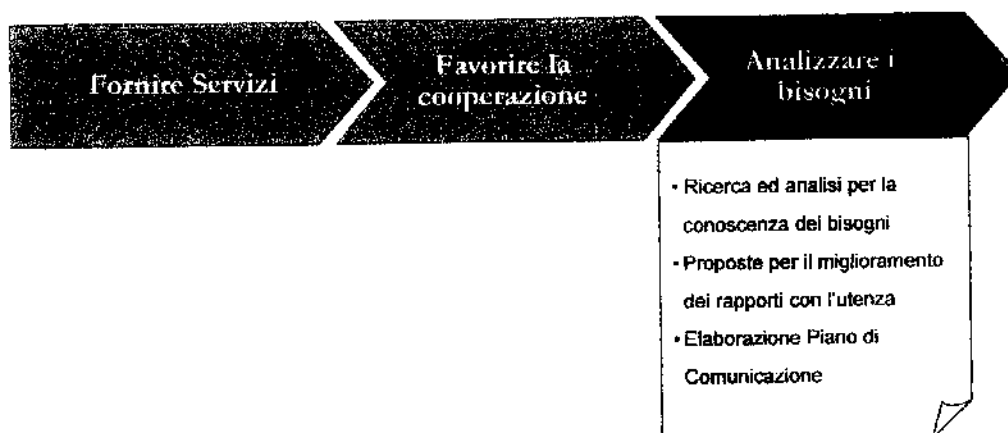 Fornire Servizi
Favorire la
cooperazione
Analizzare i
bisogni
• Ricerca ed analisi per la
conoscenza dei bisogni
• Proposte per il miglioramento
dei rapporti con l'utenza
• Elaborazione Piano di
Comunicazione